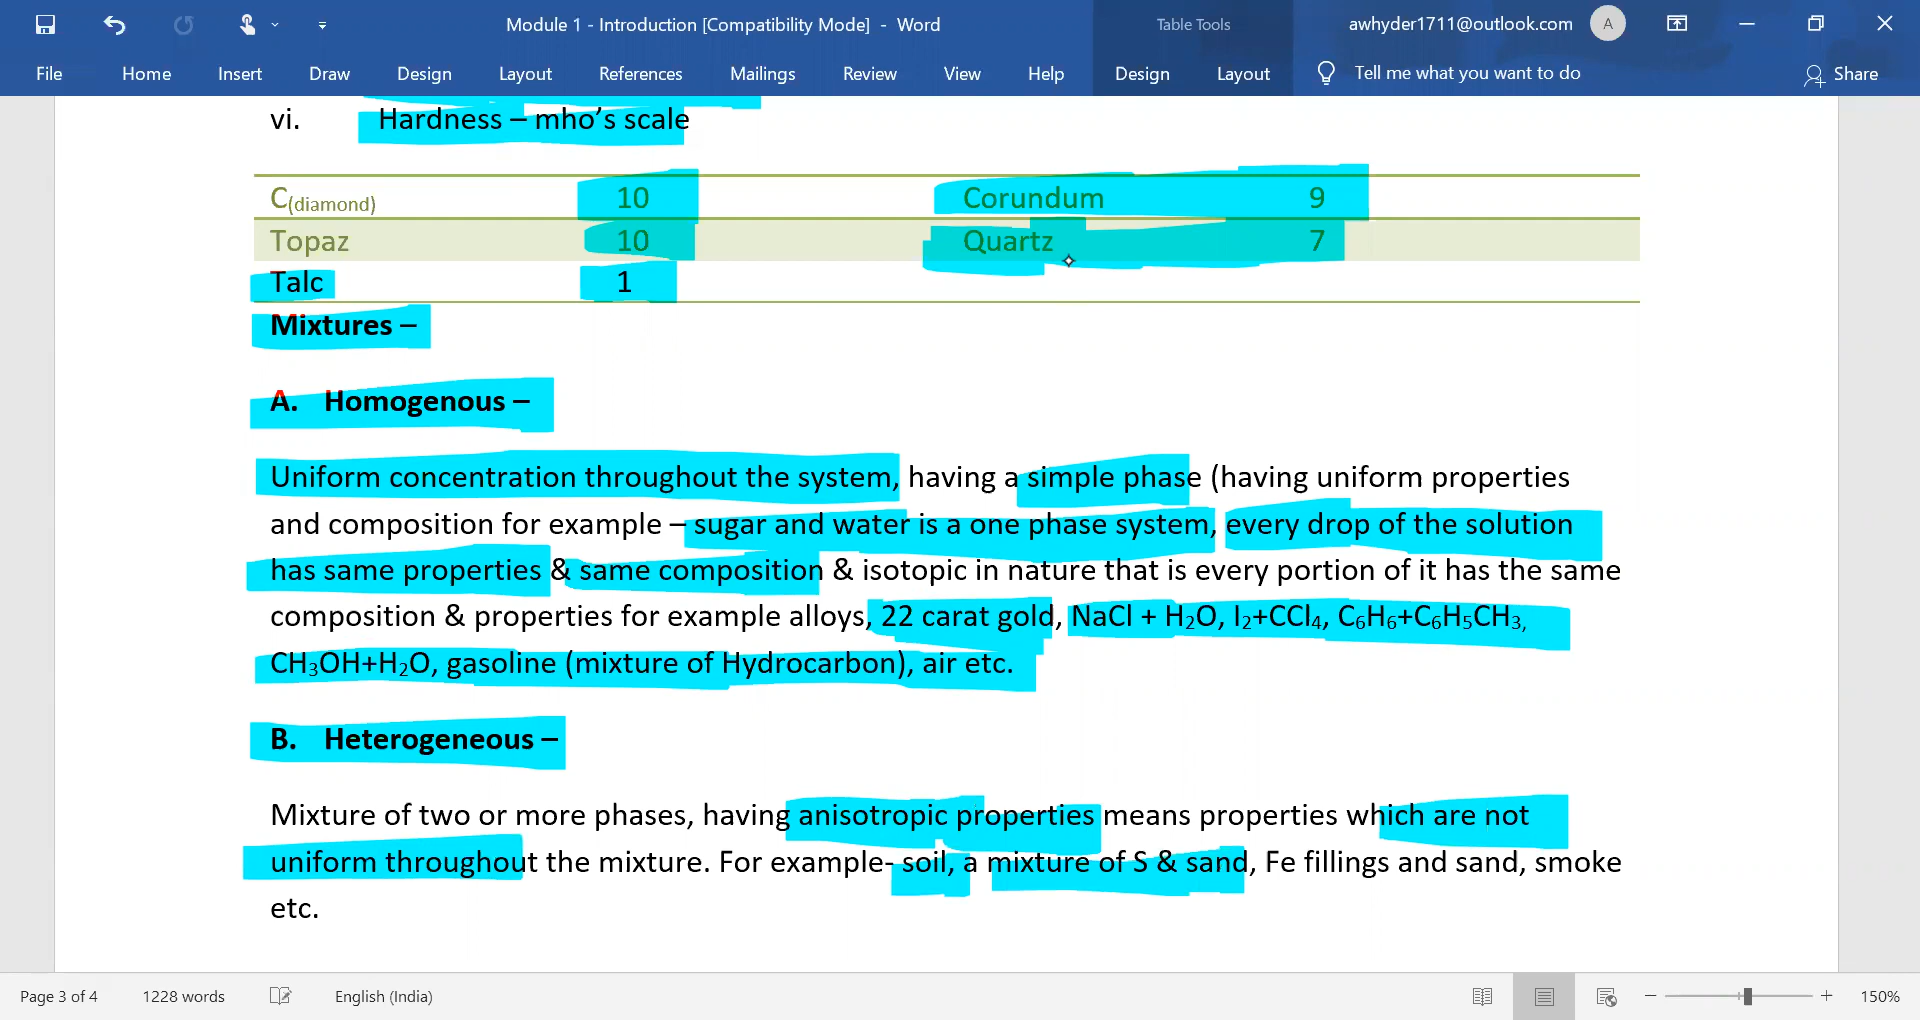 Module 1 - Introduction [Compatibility Mode] - Word
Table Tools
awhyder1711@outlook.com
A
File Home Insert Draw Design Layout References Mailings Review View Help Design Layout Tell me what you want to do Share
vi. Hardness – mho’s scale
C(diamond) 10 Corundum 9
Topaz 10 Quartz 7
Talc 1
Mixtures –
A. Homogenous –
Uniform concentration throughout the system, having a simple phase (having uniform properties
and composition for example – sugar and water is a one phase system, every drop of the solution
has same properties & same composition & isotopic in nature that is every portion of it has the same
composition & properties for example alloys, 22 carat gold, NaCl + H₂O, I₂+CCl₄, C₆H₆+C₆H₅CH₃,
CH₃OH+H₂O, gasoline (mixture of Hydrocarbon), air etc.
B. Heterogeneous –
Mixture of two or more phases, having anisotropic properties means properties which are not
uniform throughout the mixture. For example- soil, a mixture of S & sand, Fe fillings and sand, smoke
etc.
Page 3 of 4 1228 words English (India) 150%